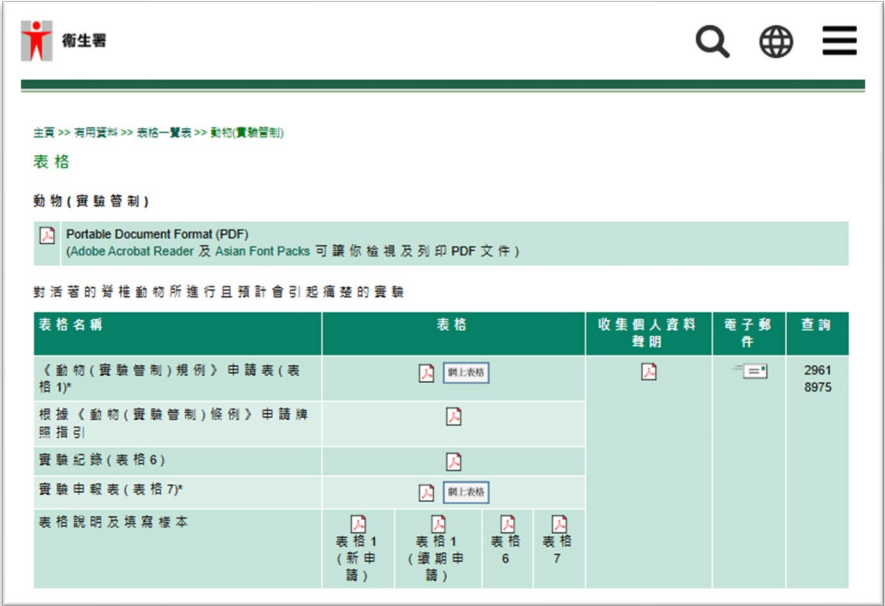 衞生署
主頁 >> 有用資料 >> 表格一覽表 >> 動物(實驗管制)
表格
動物(實驗管制)
Portable Document Format (PDF)
(Adobe Acrobat Reader 及 Asian Font Packs 可讓你檢視及列印 PDF 文件)
對活著的脊椎動物所進行且預計會引起痛楚的實驗
表格名稱 表格 收集個人資料 電子郵 查詢
聲明 件
《動物(實驗管制)規例》申請表(表 網上表格 2961
格 1)* 8975
根據《動物(實驗管制)條例》申請牌
照指引
實驗紀錄(表格6)
實驗申報表(表格7)* 網上表格
表格說明及填寫樣本
表格1 表格1 表格 表格
(新申 (續期申 6 7
請) 請)